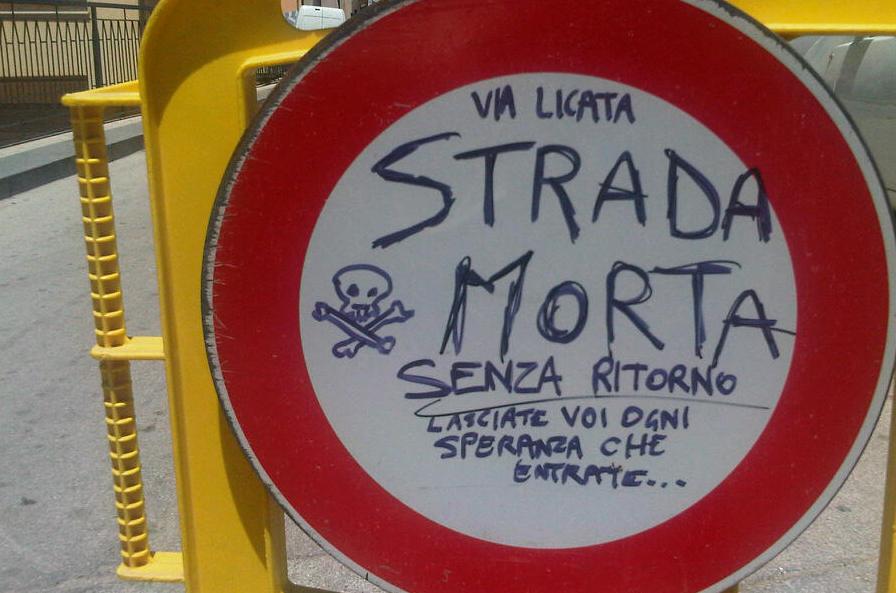 VIA LICATA
STRADA
MORTA
SENZA RITORNO
LASCIATE VOI OGNI
SPERANZA CHE
ENTRATE...